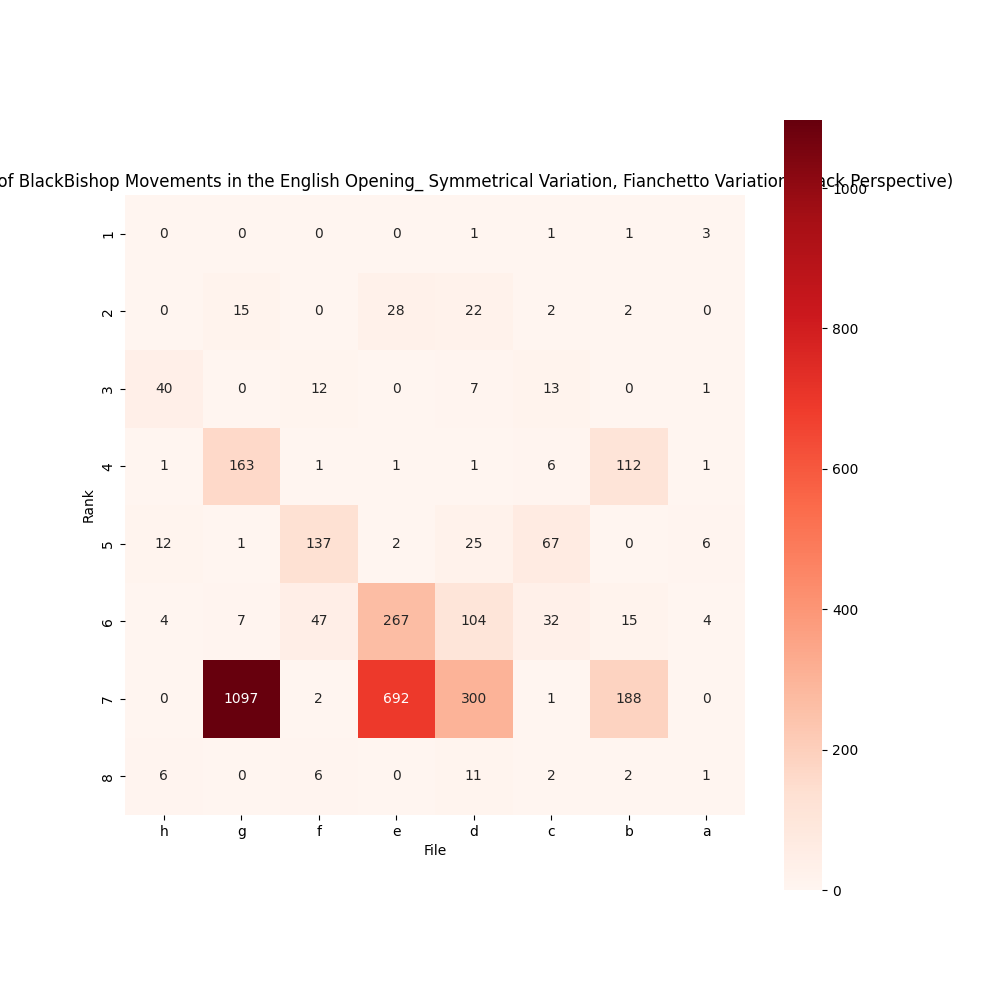 of BlackBishop Movements in the English Opening_ Symmetrical Variation, Fianchetto Variation Perspective)
1000
1 0 0 0 0 1 1 1 3
2 0 15 0 28 22 2 2 0
800
3 40 0 12 0 7 13 0 1
4 1 163 1 1 1 6 112 1
600
Rank
5 12 1 137 2 25 67 0 6
400
6 4 7 47 267 104 32 15 4
7 0 1097 2 692 300 1 188 0
200
8 6 0 6 0 11 2 2 1
h g f e d c b a
File
0